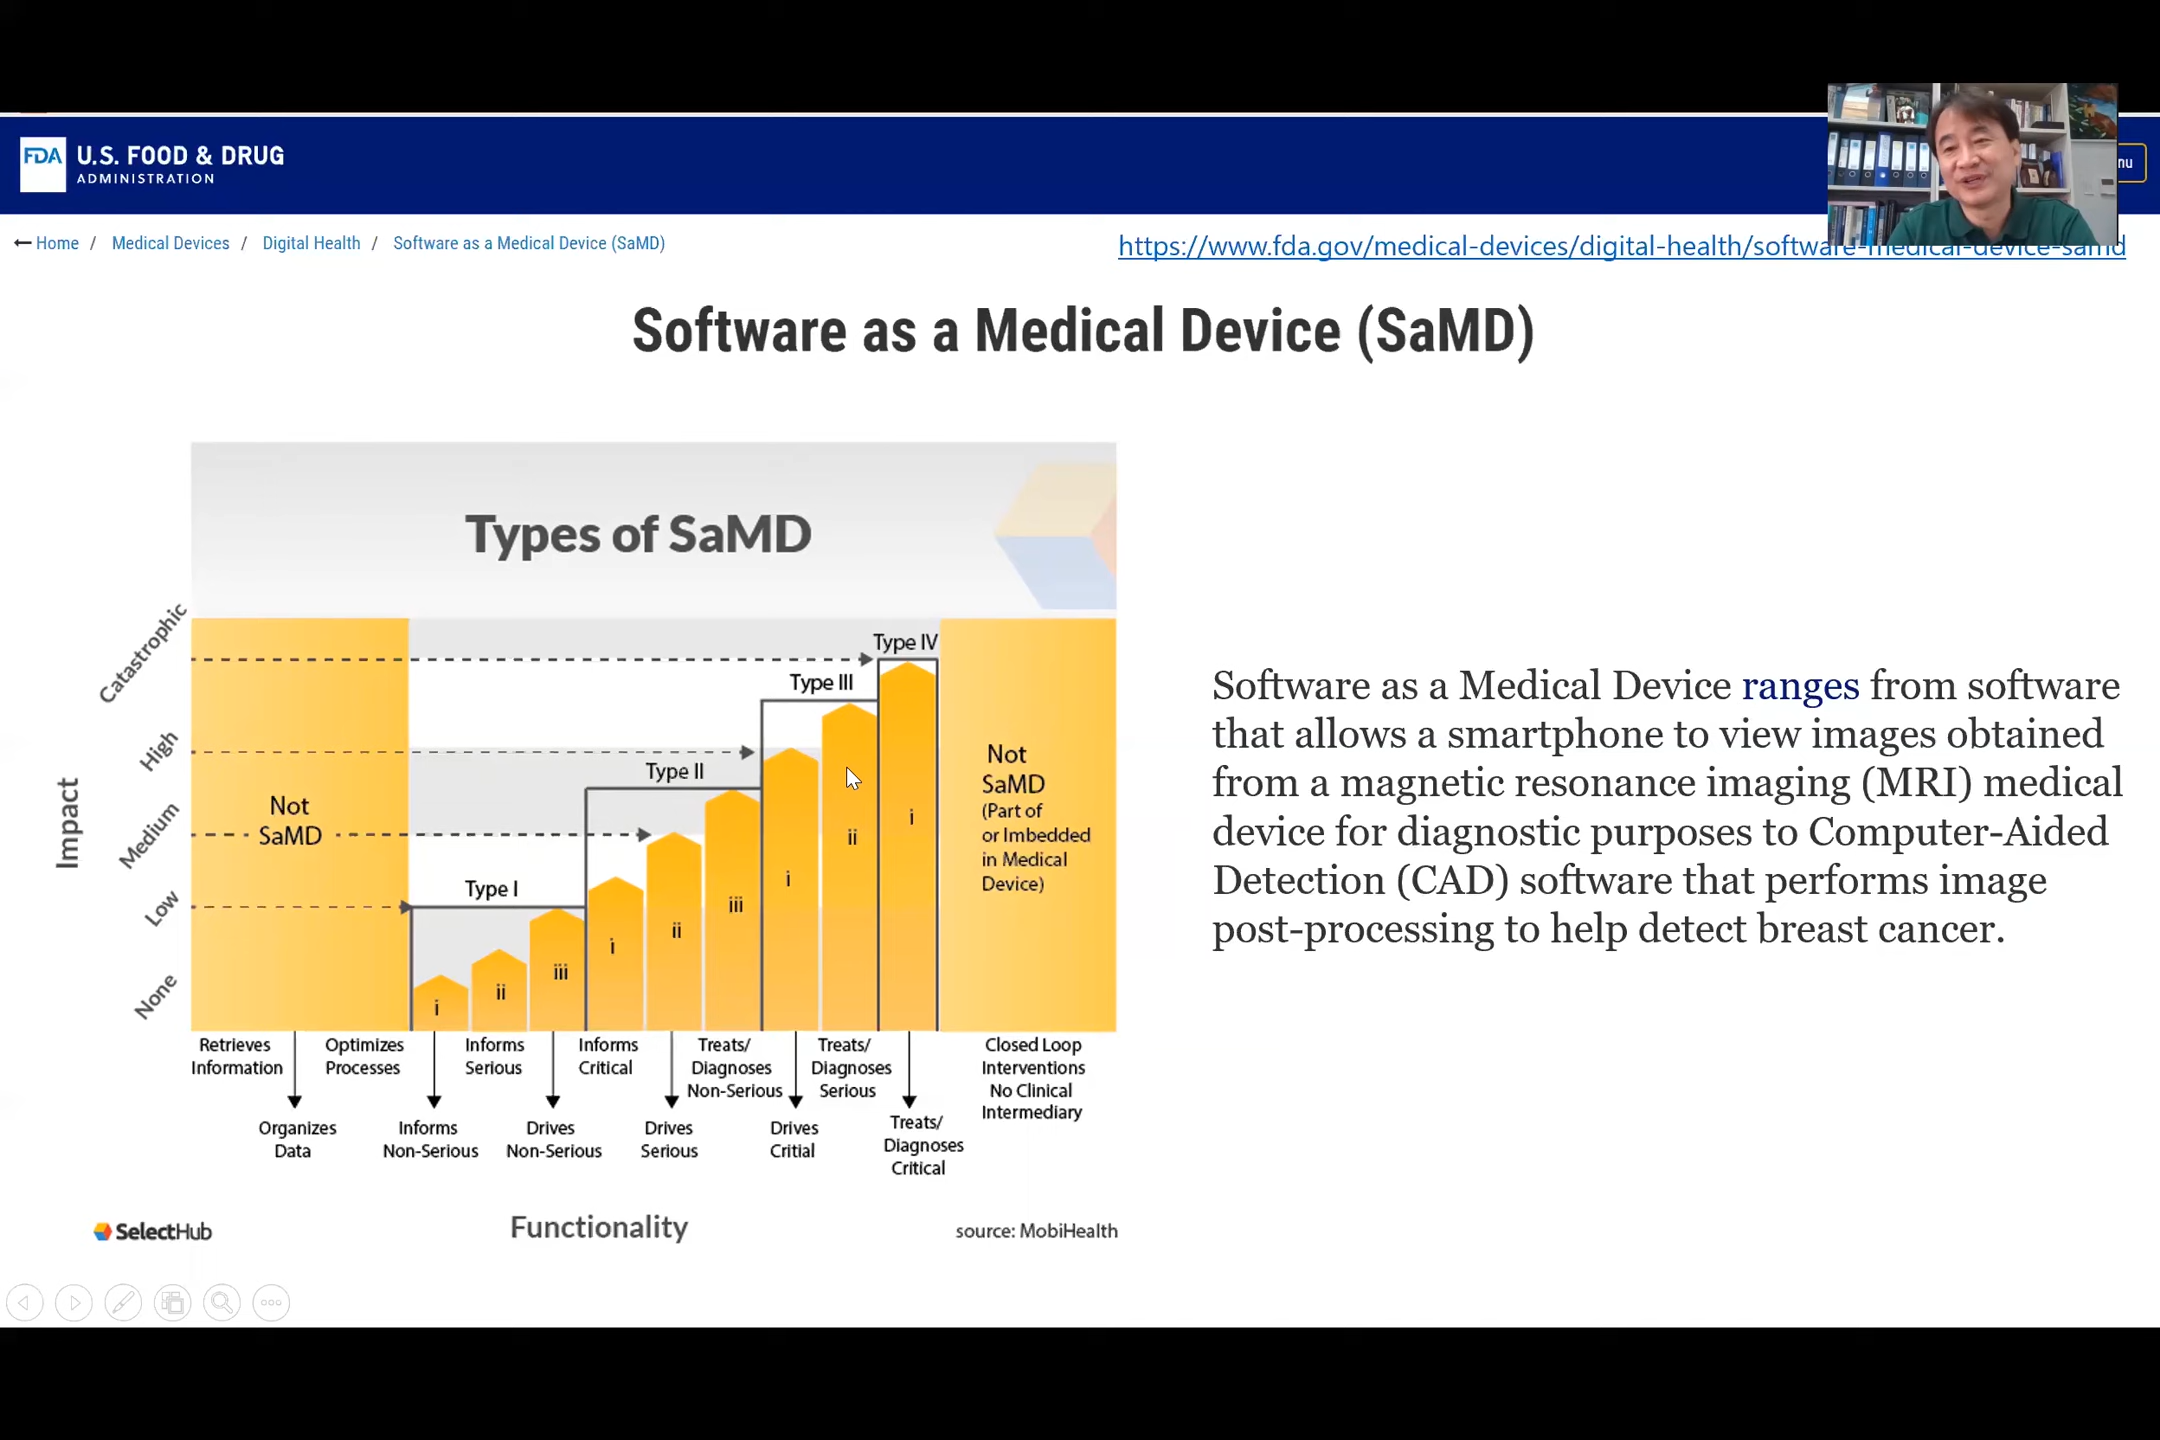 FDA U.S. FOOD & DRUG
ADMINISTRATION
nu
Home / Medical Devices / Digital Health / Software as a Medical Device (SaMD)
https://www.fda.gov/medical-devices/digital-health/software-medical-device-samd
Software as a Medical Device (SaMD)
Types of SaMD
Impact
Catastrophic
High
Medium
Low
None
Not
SaMD
Type I
Type II
Type III
Type IV
i
ii
iii
i
ii
iii
i
ii
i
Not
SaMD
(Part of
or Imbedded
in Medical
Device)
Retrieves
Information
Organizes
Data
Optimizes
Processes
Informs
Non-Serious
Informs
Serious
Drives
Non-Serious
Informs
Critical
Drives
Serious
Treats/
Diagnoses
Non-Serious
Drives
Critial
Treats/
Diagnoses
Serious
Treats/
Diagnoses
Critical
Closed Loop
Interventions
No Clinical
Intermediary
SelectHub
Functionality
source: MobiHealth
Software as a Medical Device ranges from software
that allows a smartphone to view images obtained
from a magnetic resonance imaging (MRI) medical
device for diagnostic purposes to Computer-Aided
Detection (CAD) software that performs image
post-processing to help detect breast cancer.